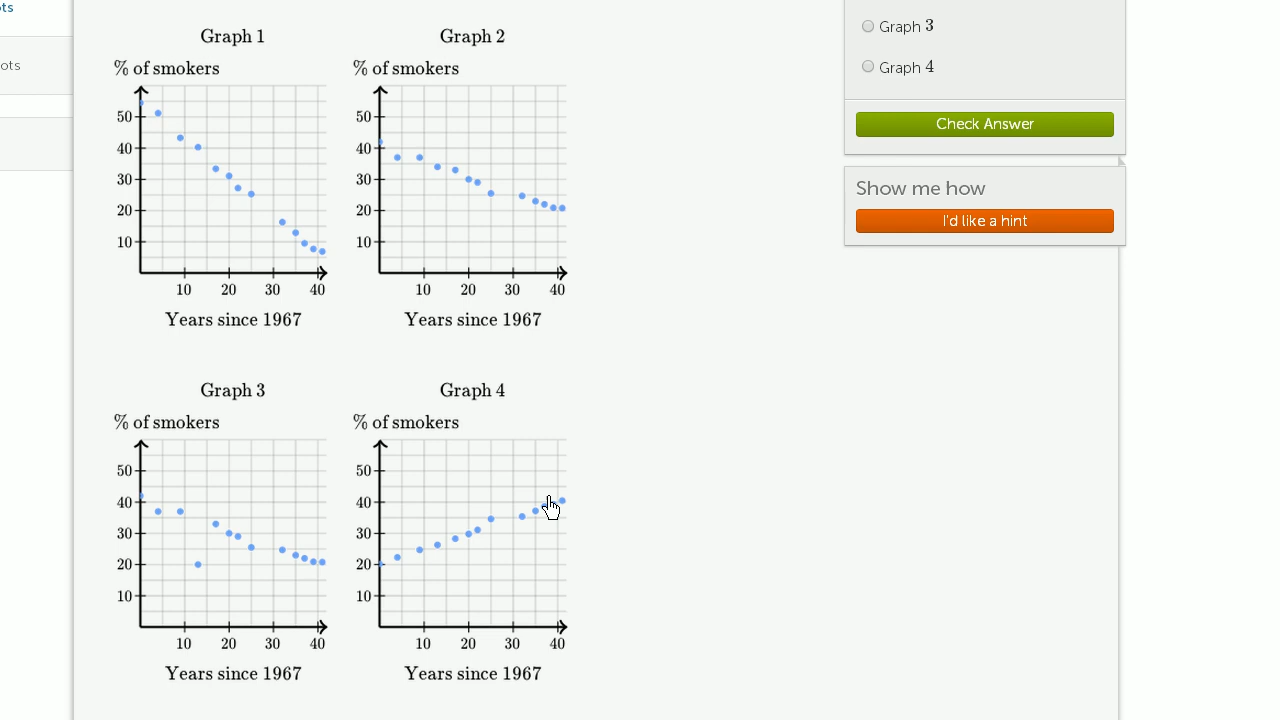 ots
ots
Graph 1
% of smokers
50
40
30
20
10
10 20 30 40
Years since 1967
Graph 2
% of smokers
50
40
30
20
10
10 20 30 40
Years since 1967
Graph 3
% of smokers
50
40
30
20
10
10 20 30 40
Years since 1967
Graph 4
% of smokers
50
40
30
20
10
10 20 30 40
Years since 1967
Graph 3
Graph 4
Check Answer
Show me how
I'd like a hint